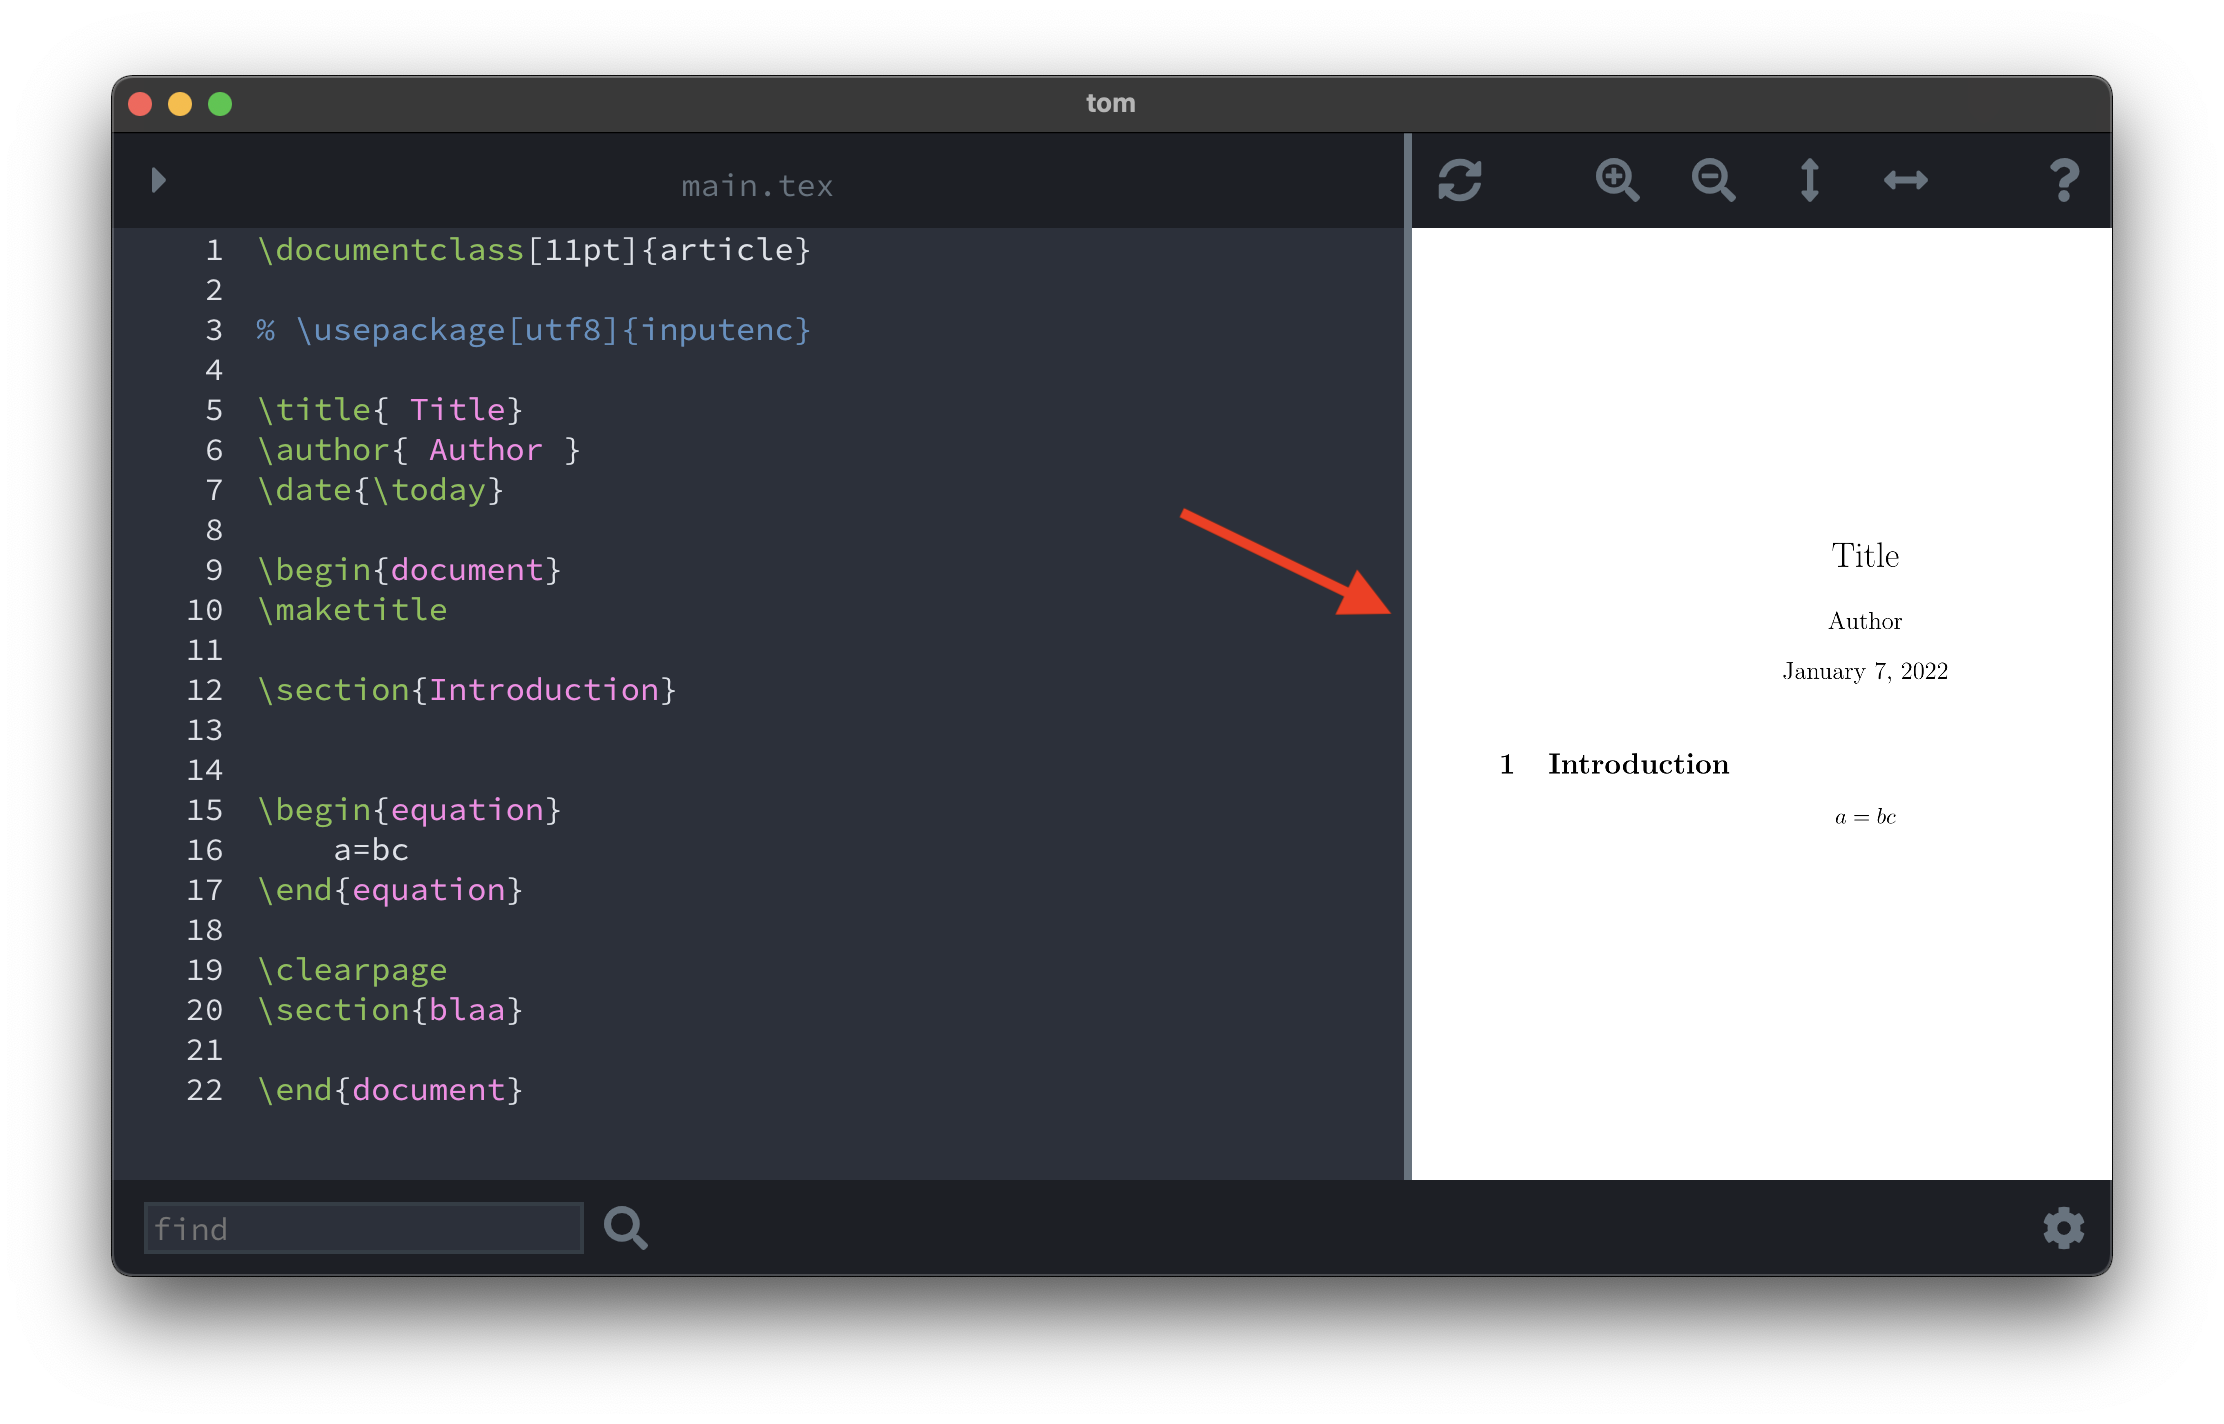 tom
main.tex
1 \documentclass[11pt]{article}
2
3 % \usepackage[utf8]{inputenc}
4
5 \title{ Title}
6 \author{ Author }
7 \date{\today}
8
9 \begin{document}
10 \maketitle
11
12 \section{Introduction}
13
14
15 \begin{equation}
16     a=bc
17 \end{equation}
18
19 \clearpage
20 \section{blaa}
21
22 \end{document}
find
Title
Author
January 7, 2022
1 Introduction
a = bc